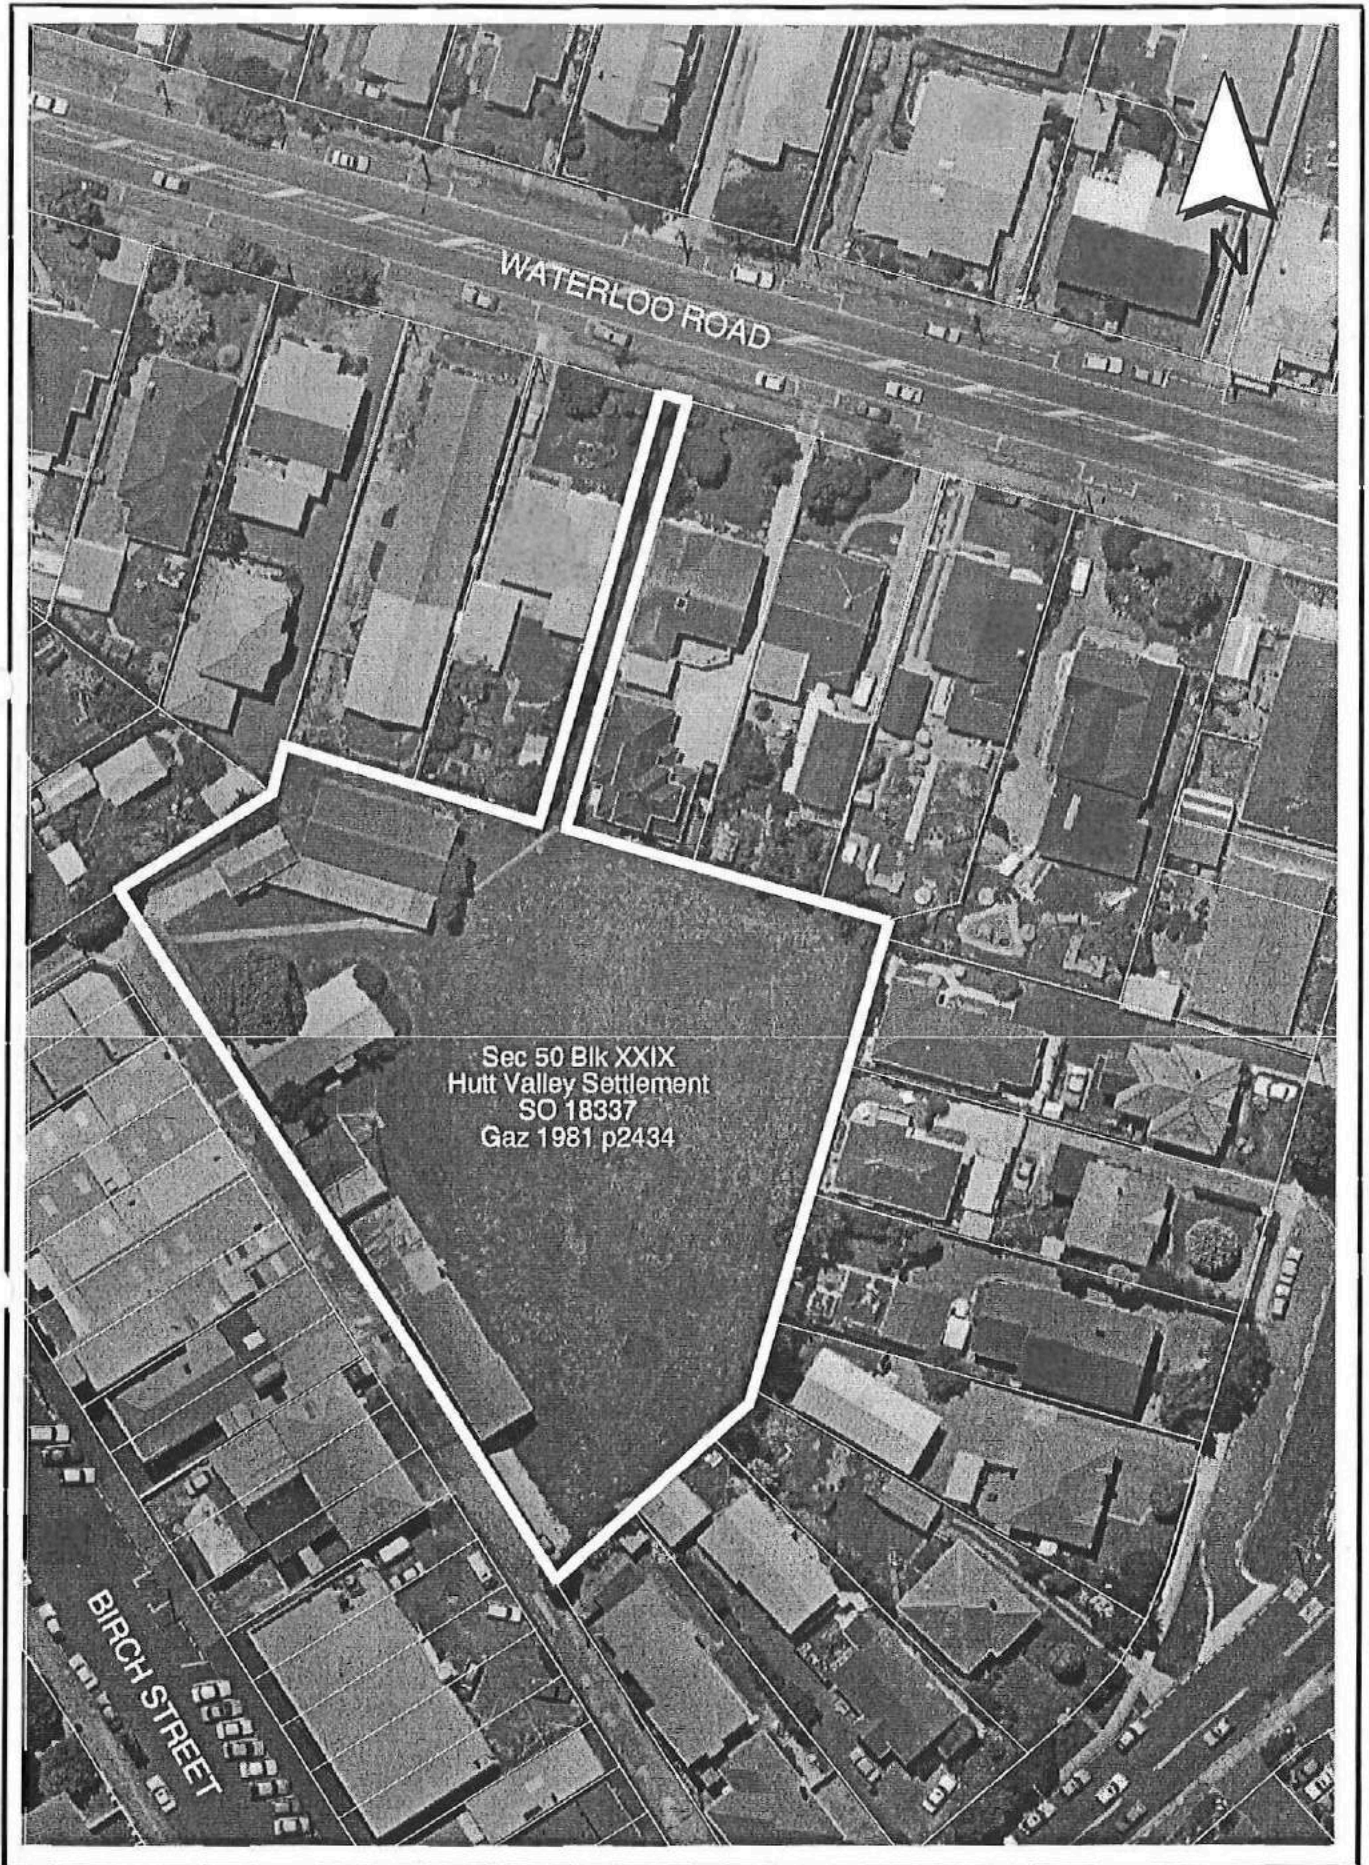 N
WATERLOO ROAD
Sec 50 Blk XXIX
Hutt Valley Settlement
SO 18337
Gaz 1981 p2434
BIRCH STREET